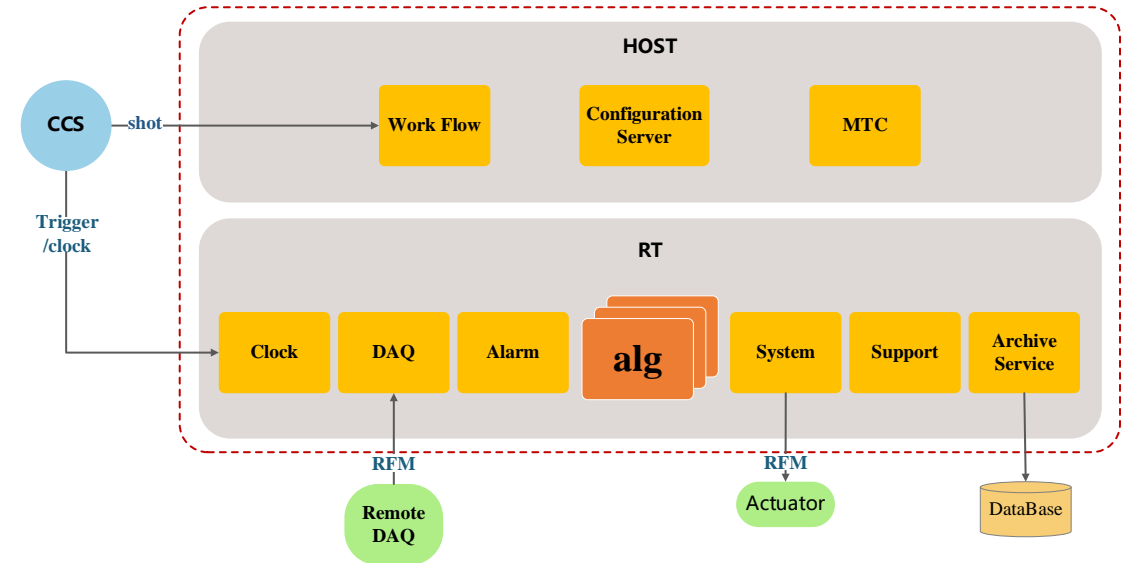 HOST
CCS
shot
Work Flow
Configuration
Server
MTC
Trigger
/clock
RT
Clock
DAQ
Alarm
alg
System
Support
Archive
Service
RFM
RFM
Remote
DAQ
Actuator
DataBase